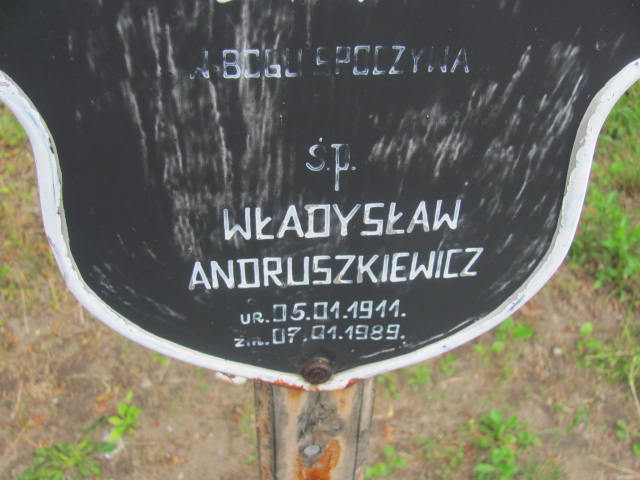 W BOGU SPOCZYWA
Ś.P.
WŁADYSŁAW
ANDRUSZKIEWICZ
UR. 05.01.1911.
ZM. 07.01.1989.